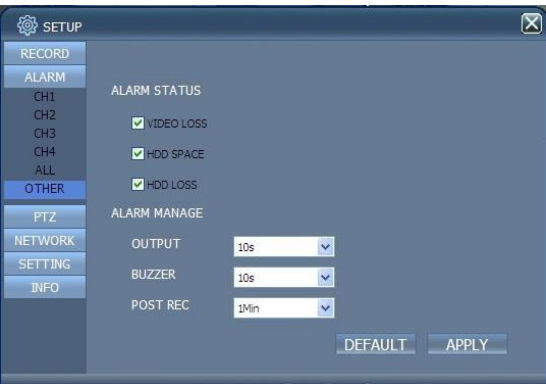 SETUP
RECORD
ALARM
CH1
CH2
CH3
CH4
ALL
OTHER
PTZ
NETWORK
SETTING
INFO
ALARM STATUS
VIDEO LOSS
HDD SPACE
HDD LOSS
ALARM MANAGE
OUTPUT 10s
BUZZER 10s
POST REC 1Min
DEFAULT APPLY